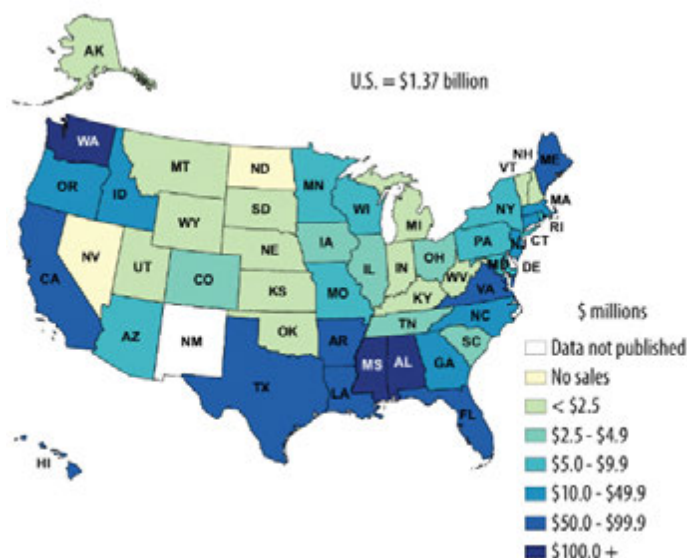 AK
U.S. = $1.37 billion
WA
MT
ND
MN
VT
NH
ME
OR
ID
SD
WI
MI
NY
MA
RI
WY
IA
PA
CT
NV
NE
IL
IN
OH
NJ
CA
UT
CO
MD
DE
KS
MO
WV
VA
KY
AZ
NM
OK
TN
NC
AR
SC
TX
MS
AL
GA
LA
FL
HI
$ millions
Data not published
No sales
< $2.5
$2.5 - $4.9
$5.0 - $9.9
$10.0 - $49.9
$50.0 - $99.9
$100.0 +